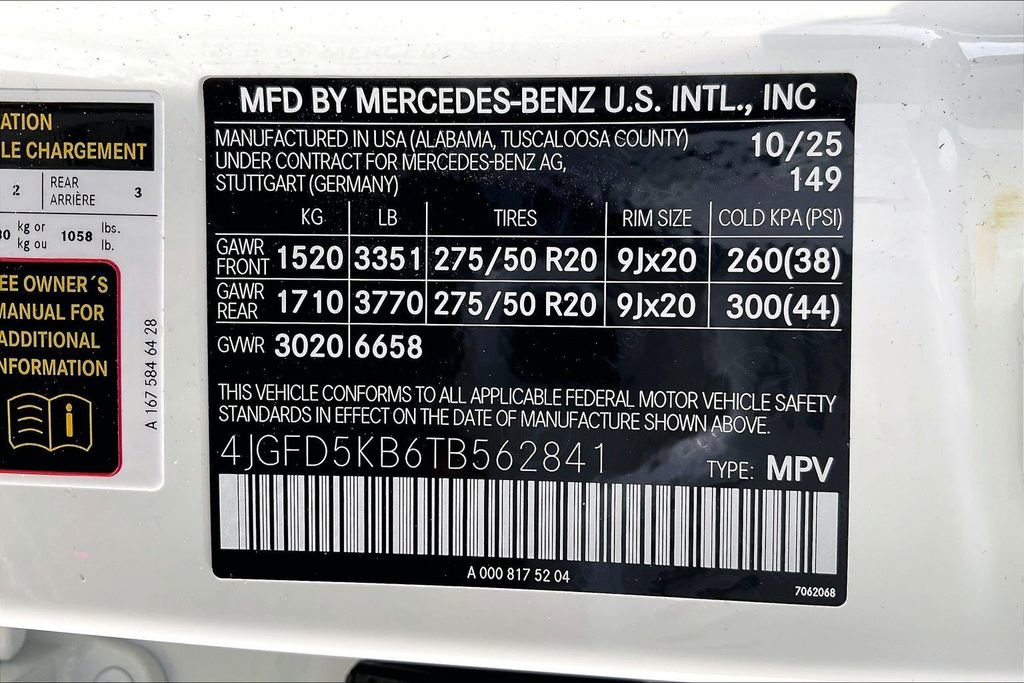 ATION
LE CHARGEMENT
2 REAR ARRIÈRE 3
kg or kg ou 1058 lbs. lb.
EE OWNER´S
MANUAL FOR
ADDITIONAL
NFORMATION
i
A 167 584 64 28
MFD BY MERCEDES-BENZ U.S. INTL., INC
MANUFACTURED IN USA (ALABAMA, TUSCALOOSA COUNTY) 10/25
UNDER CONTRACT FOR MERCEDES-BENZ AG,
STUTTGART (GERMANY) 149
KG LB TIRES RIM SIZE COLD KPA (PSI)
GAWR FRONT 1520 3351 275/50 R20 9Jx20 260(38)
GAWR REAR 1710 3770 275/50 R20 9Jx20 300(44)
GVWR 3020 6658
THIS VEHICLE CONFORMS TO ALL APPLICABLE FEDERAL MOTOR VEHICLE SAFETY
STANDARDS IN EFFECT ON THE DATE OF MANUFACTURE SHOWN ABOVE.
4JGFD5KB6TB562841 TYPE: MPV
A 000 817 52 04
7062068